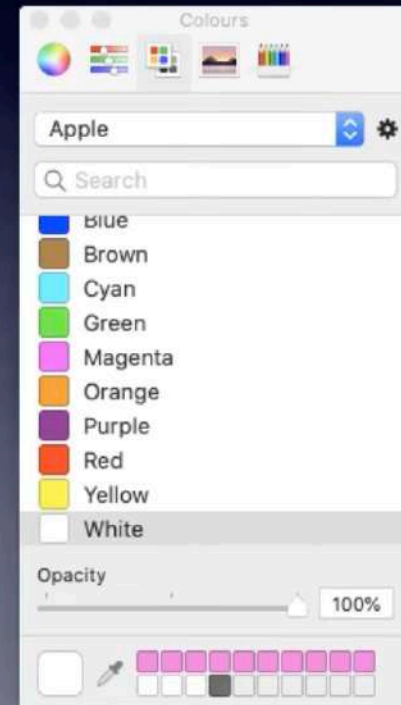 Colours
Apple
Search
Blue
Brown
Cyan
Green
Magenta
Orange
Purple
Red
Yellow
White
Opacity
100%